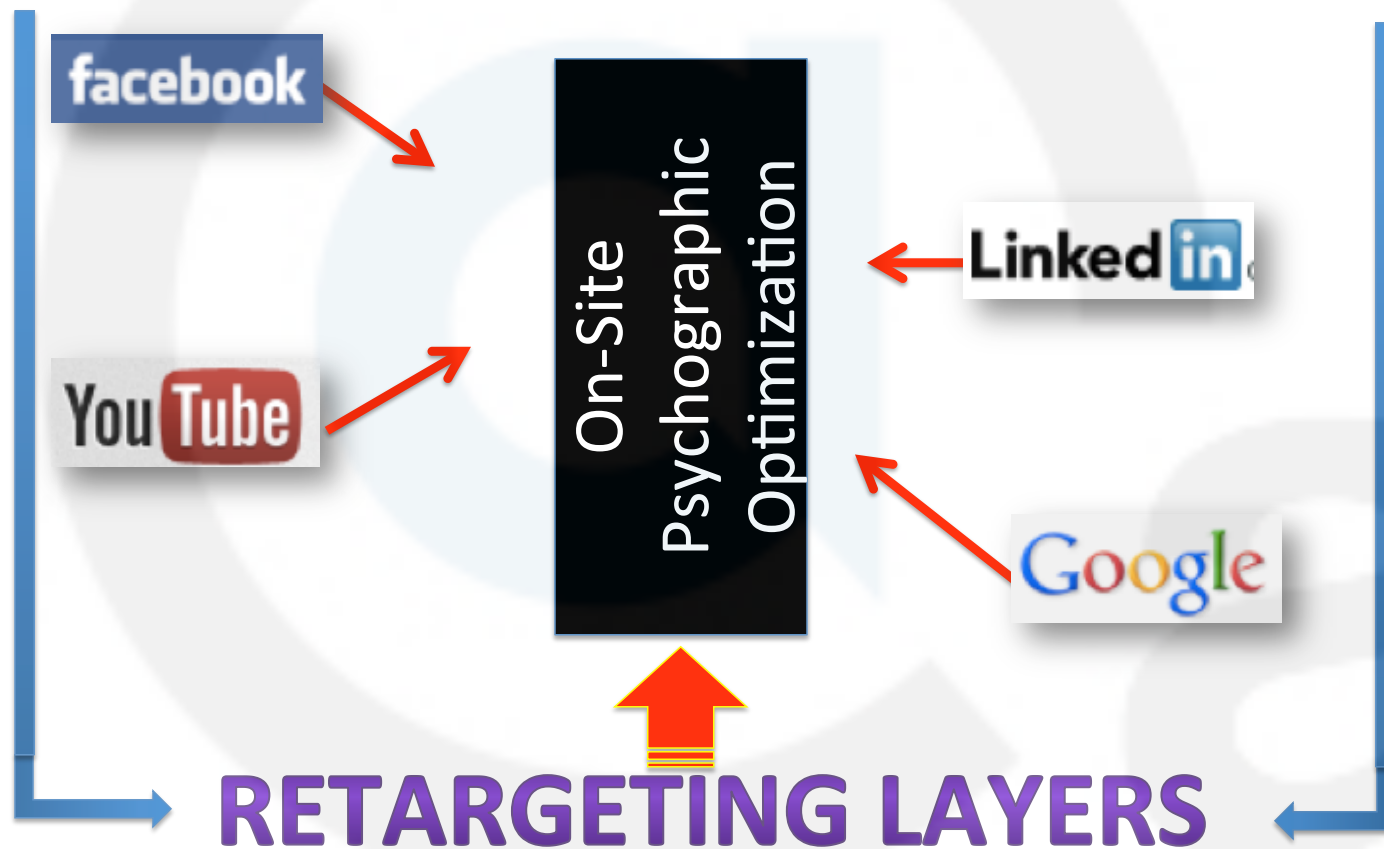 facebook
YouTube
On-Site
Psychographic
Optimization
Linked in
Google
RETARGETING LAYERS